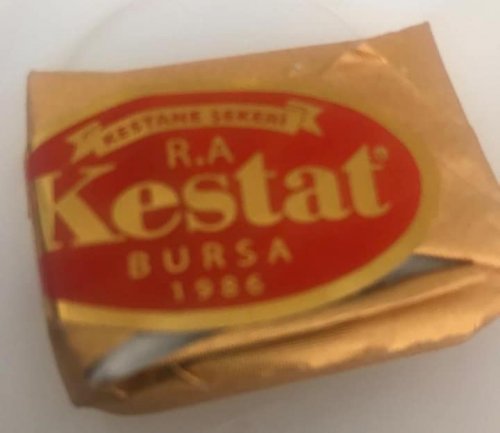 KESTANE ŞEKERİ
R.A
Kestat®
BURSA
1986